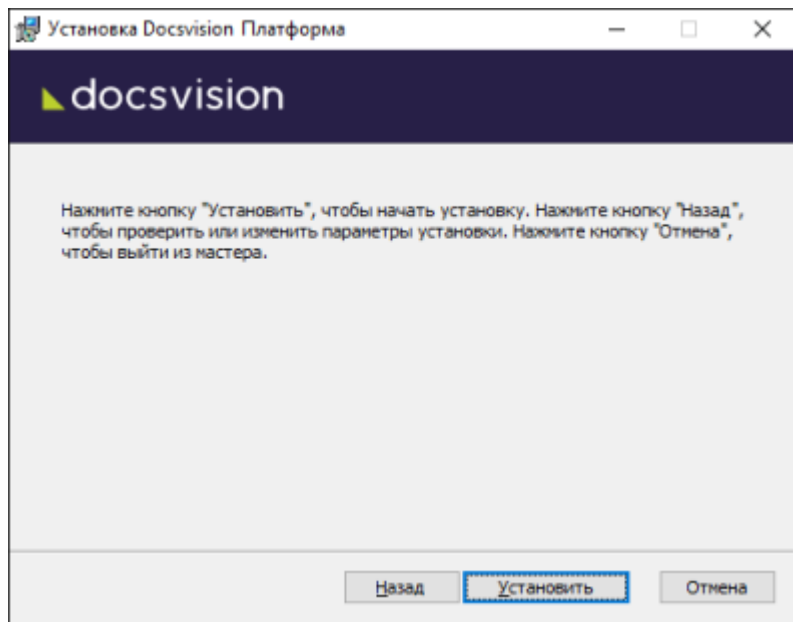 Установка Docsvision Платформа
docsvision
Нажмите кнопку "Установить", чтобы начать установку. Нажмите кнопку "Назад",
чтобы проверить или изменить параметры установки. Нажмите кнопку "Отмена",
чтобы выйти из мастера.
Назад Установить Отмена